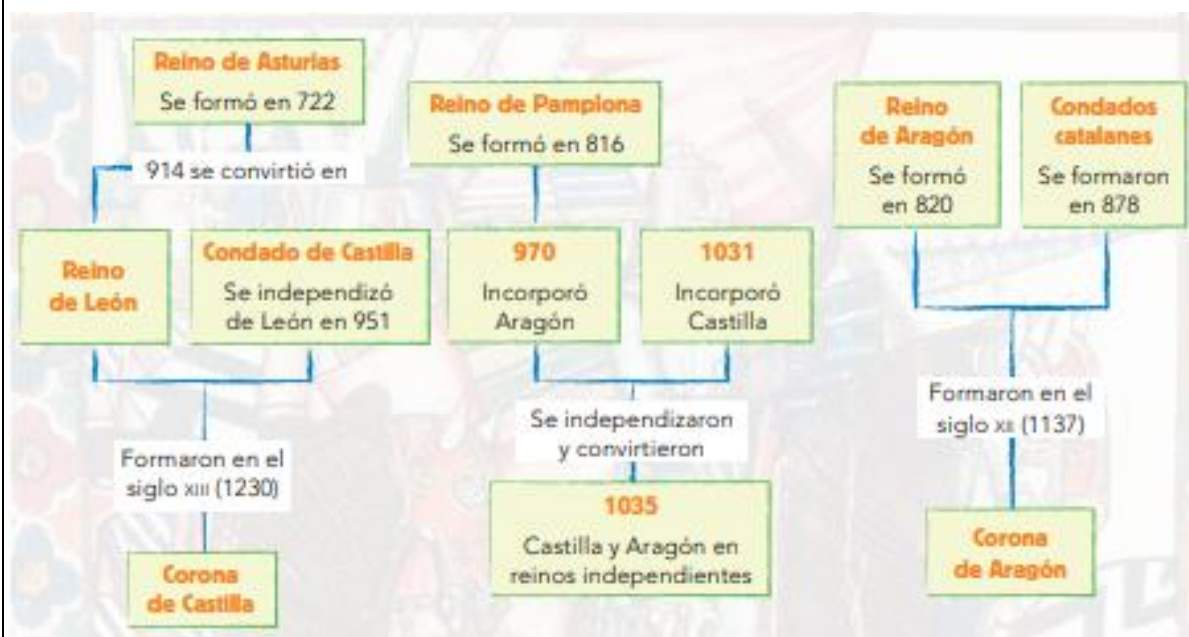 Reino de Asturias
Se formó en 722
914 se convirtió en
Reino
de León
Condado de Castilla
Se independizó
de León en 951
Formaron en el
siglo XIII (1230)
Corona
de Castilla
Reino de Pamplona
Se formó en 816
970
Incorporó
Aragón
1031
Incorporó
Castilla
Se independizaron
y convirtieron
1035
Castilla y Aragón en
reinos independientes
Reino
de Aragón
Se formó
en 820
Condados
catalanes
Se formaron
en 878
Formaron en el
siglo XII (1137)
Corona
de Aragón